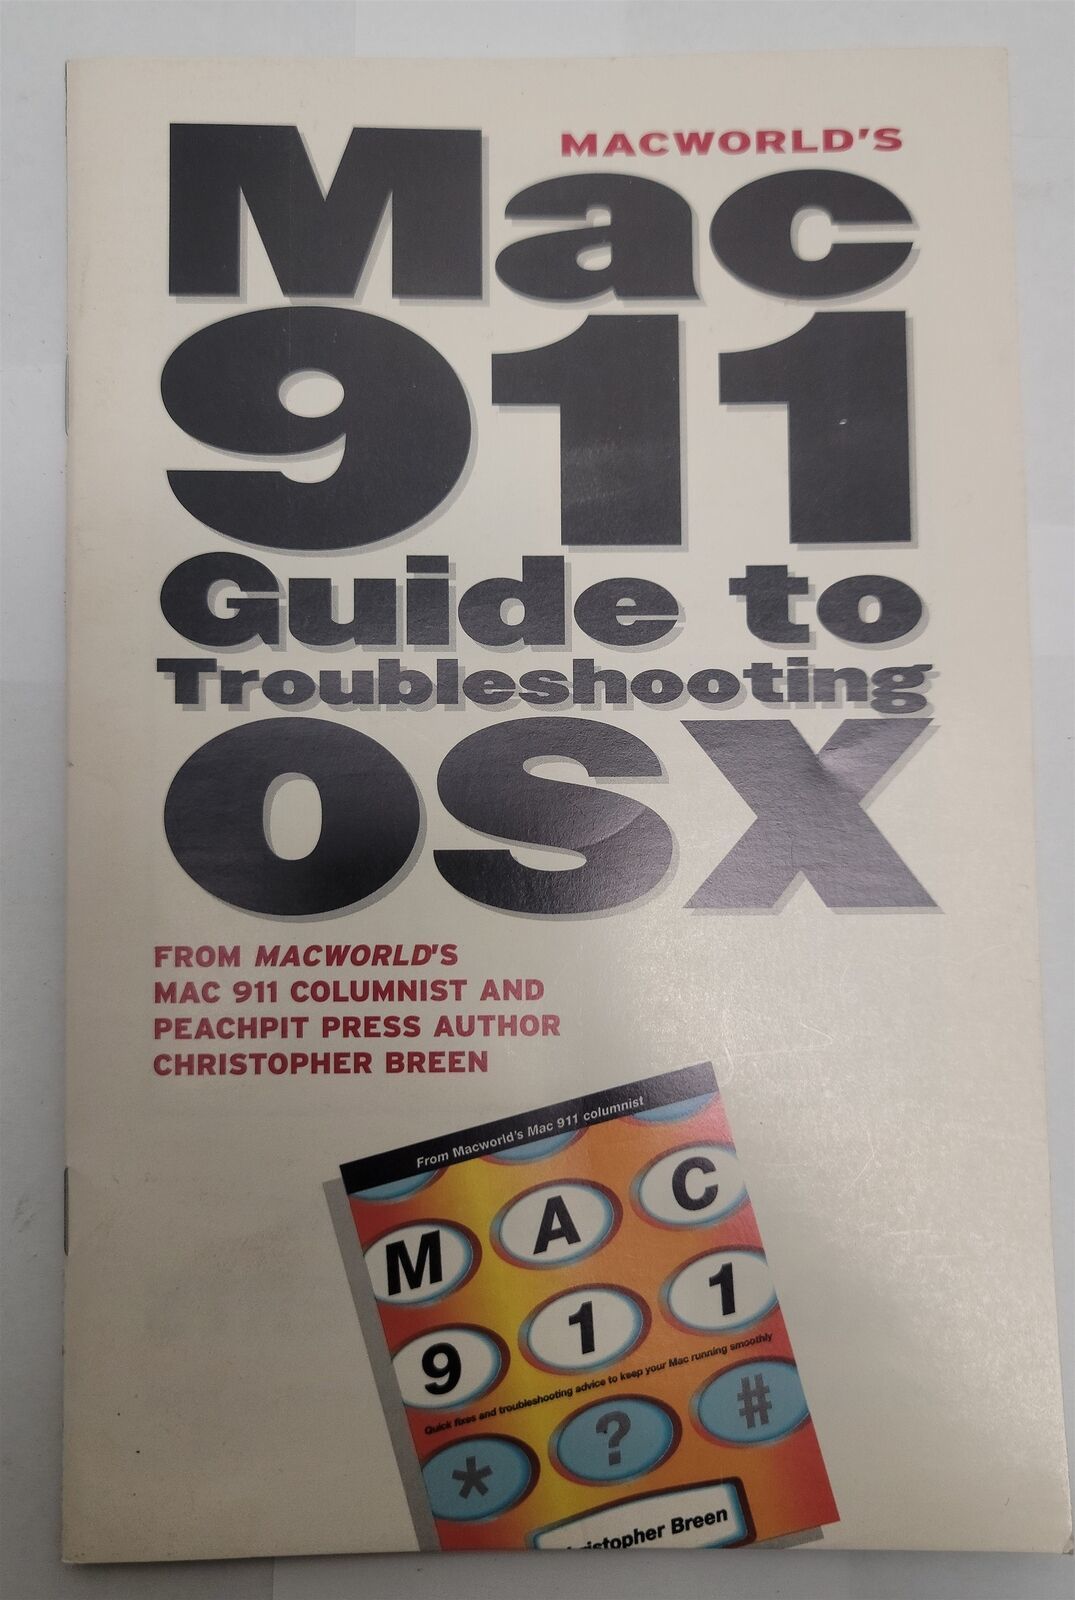 MACWORLD'S
Mac
911
Guide to
Troubleshooting
OSX
FROM MACWORLD'S
MAC 911 COLUMNIST AND
PEACHPIT PRESS AUTHOR
CHRISTOPHER BREEN
From Macworld's Mac 911 columnist
M A C
9 1 1
Quick fixes and troubleshooting advice to keep your Mac running smoothly
* ? #
istopher Breen